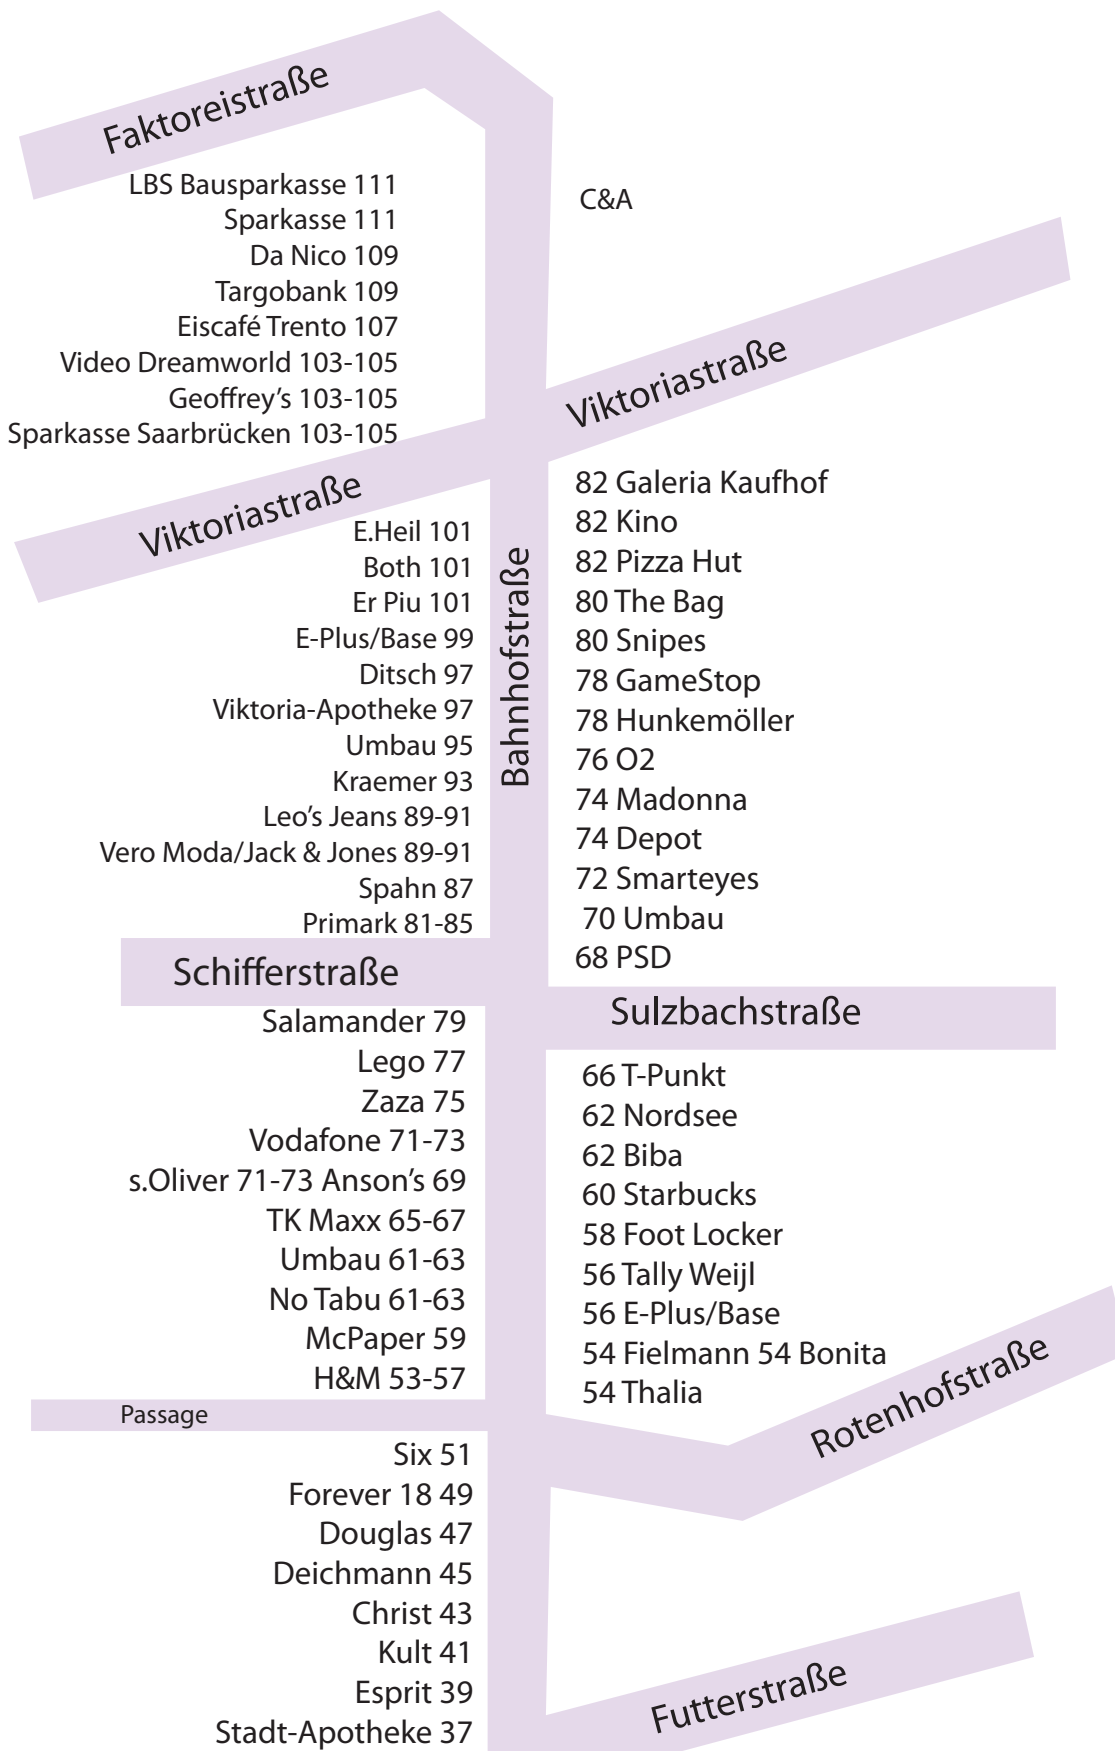 Faktoreistraße
LBS Bausparkasse 111
Sparkasse 111
Da Nico 109
Targobank 109
Eiscafé Trento 107
Video Dreamworld 103-105
Geoffrey's 103-105
Sparkasse Saarbrücken 103-105
C&A
Viktoriastraße
Viktoriastraße
E.Heil 101
Both 101
Er Piu 101
E-Plus/Base 99
Ditsch 97
Viktoria-Apotheke 97
Umbau 95
Kraemer 93
Leo's Jeans 89-91
Vero Moda/Jack & Jones 89-91
Spahn 87
Primark 81-85
Bahnhofstraße
82 Galeria Kaufhof
82 Kino
82 Pizza Hut
80 The Bag
80 Snipes
78 GameStop
78 Hunkemöller
76 O2
74 Madonna
74 Depot
72 Smarteyes
70 Umbau
68 PSD
Schifferstraße
Sulzbachstraße
Salamander 79
Lego 77
Zaza 75
Vodafone 71-73
s.Oliver 71-73 Anson's 69
TK Maxx 65-67
Umbau 61-63
No Tabu 61-63
McPaper 59
H&M 53-57
66 T-Punkt
62 Nordsee
62 Biba
60 Starbucks
58 Foot Locker
56 Tally Weijl
56 E-Plus/Base
54 Fielmann 54 Bonita
54 Thalia
Rotenhofstraße
Passage
Six 51
Forever 18 49
Douglas 47
Deichmann 45
Christ 43
Kult 41
Esprit 39
Stadt-Apotheke 37
Futterstraße